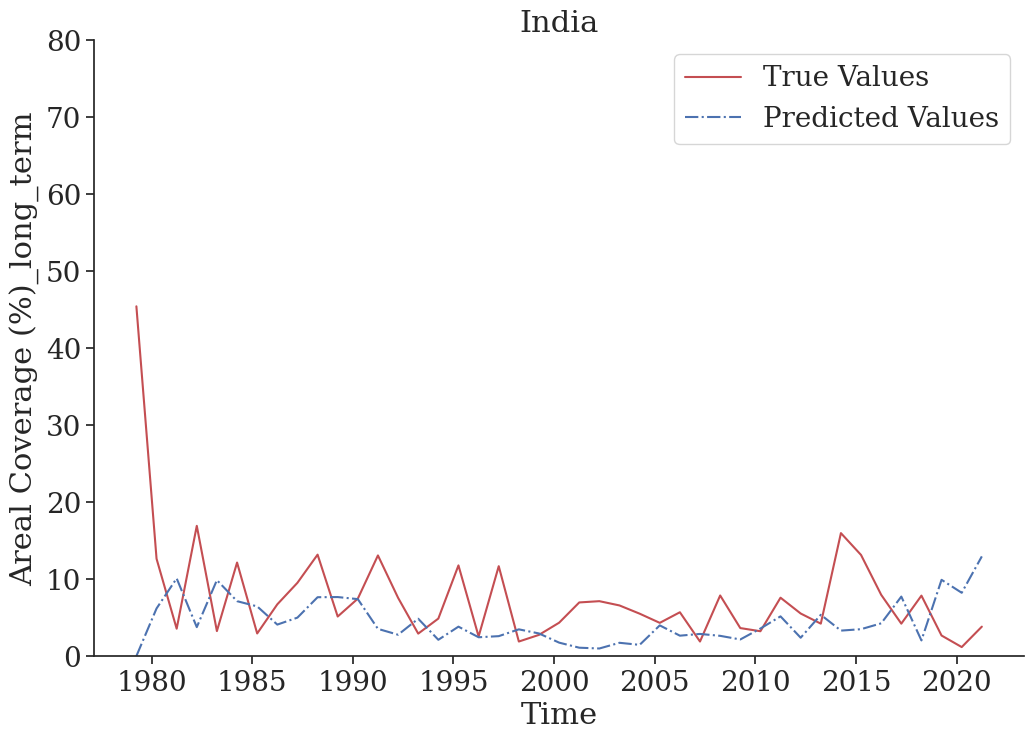 India
True Values
Predicted Values
Areal Coverage (%)_long_term
80
70
60
50
40
30
20
10
0
1980 1985 1990 1995 2000 2005 2010 2015 2020
Time